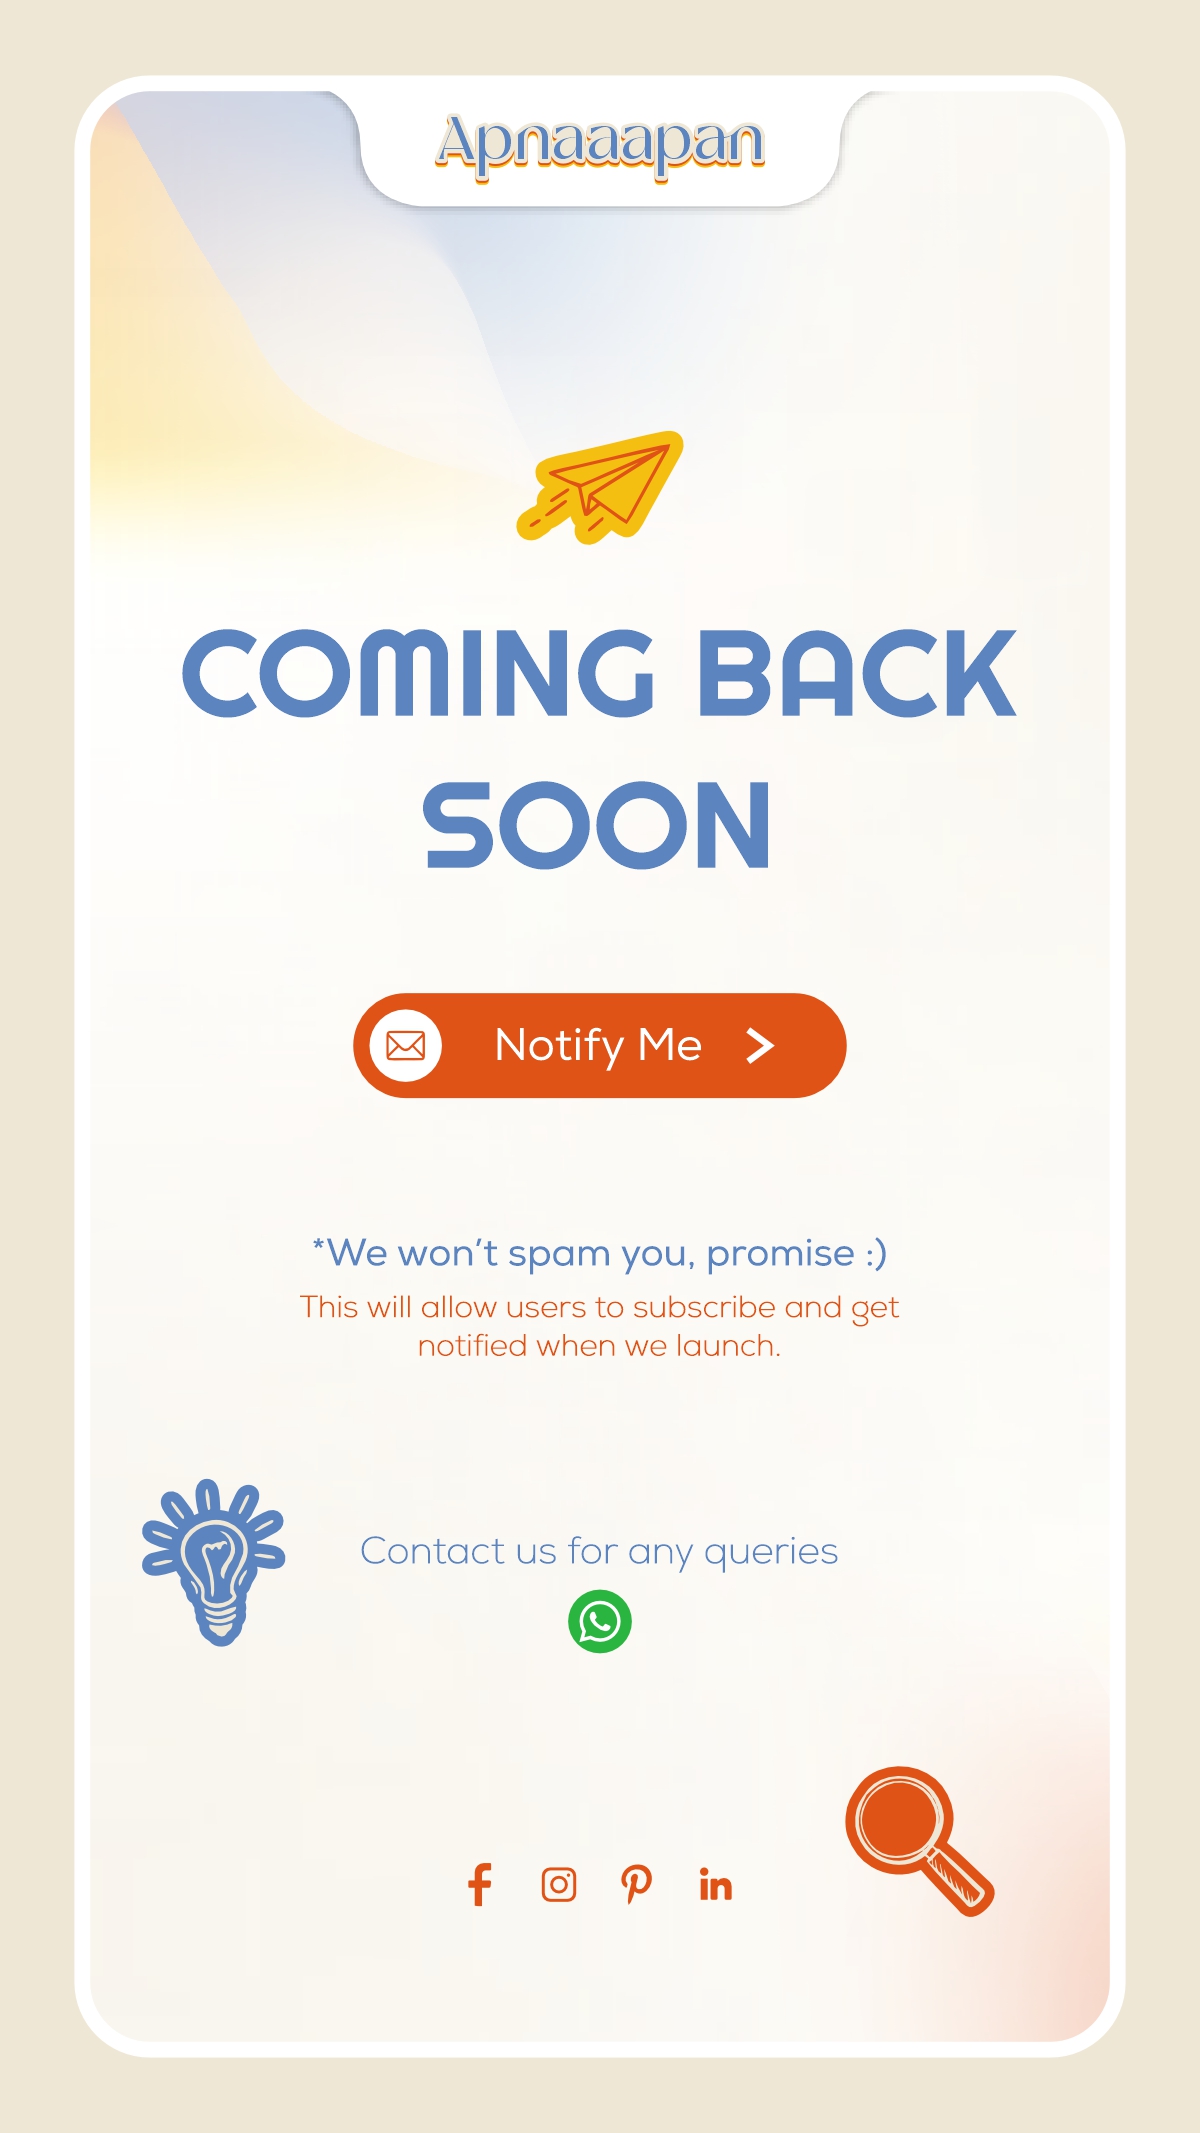 Apnaaapan
COMING BACK
SOON
Notify Me
*We won’t spam you, promise :)
This will allow users to subscribe and get
notified when we launch.
Contact us for any queries